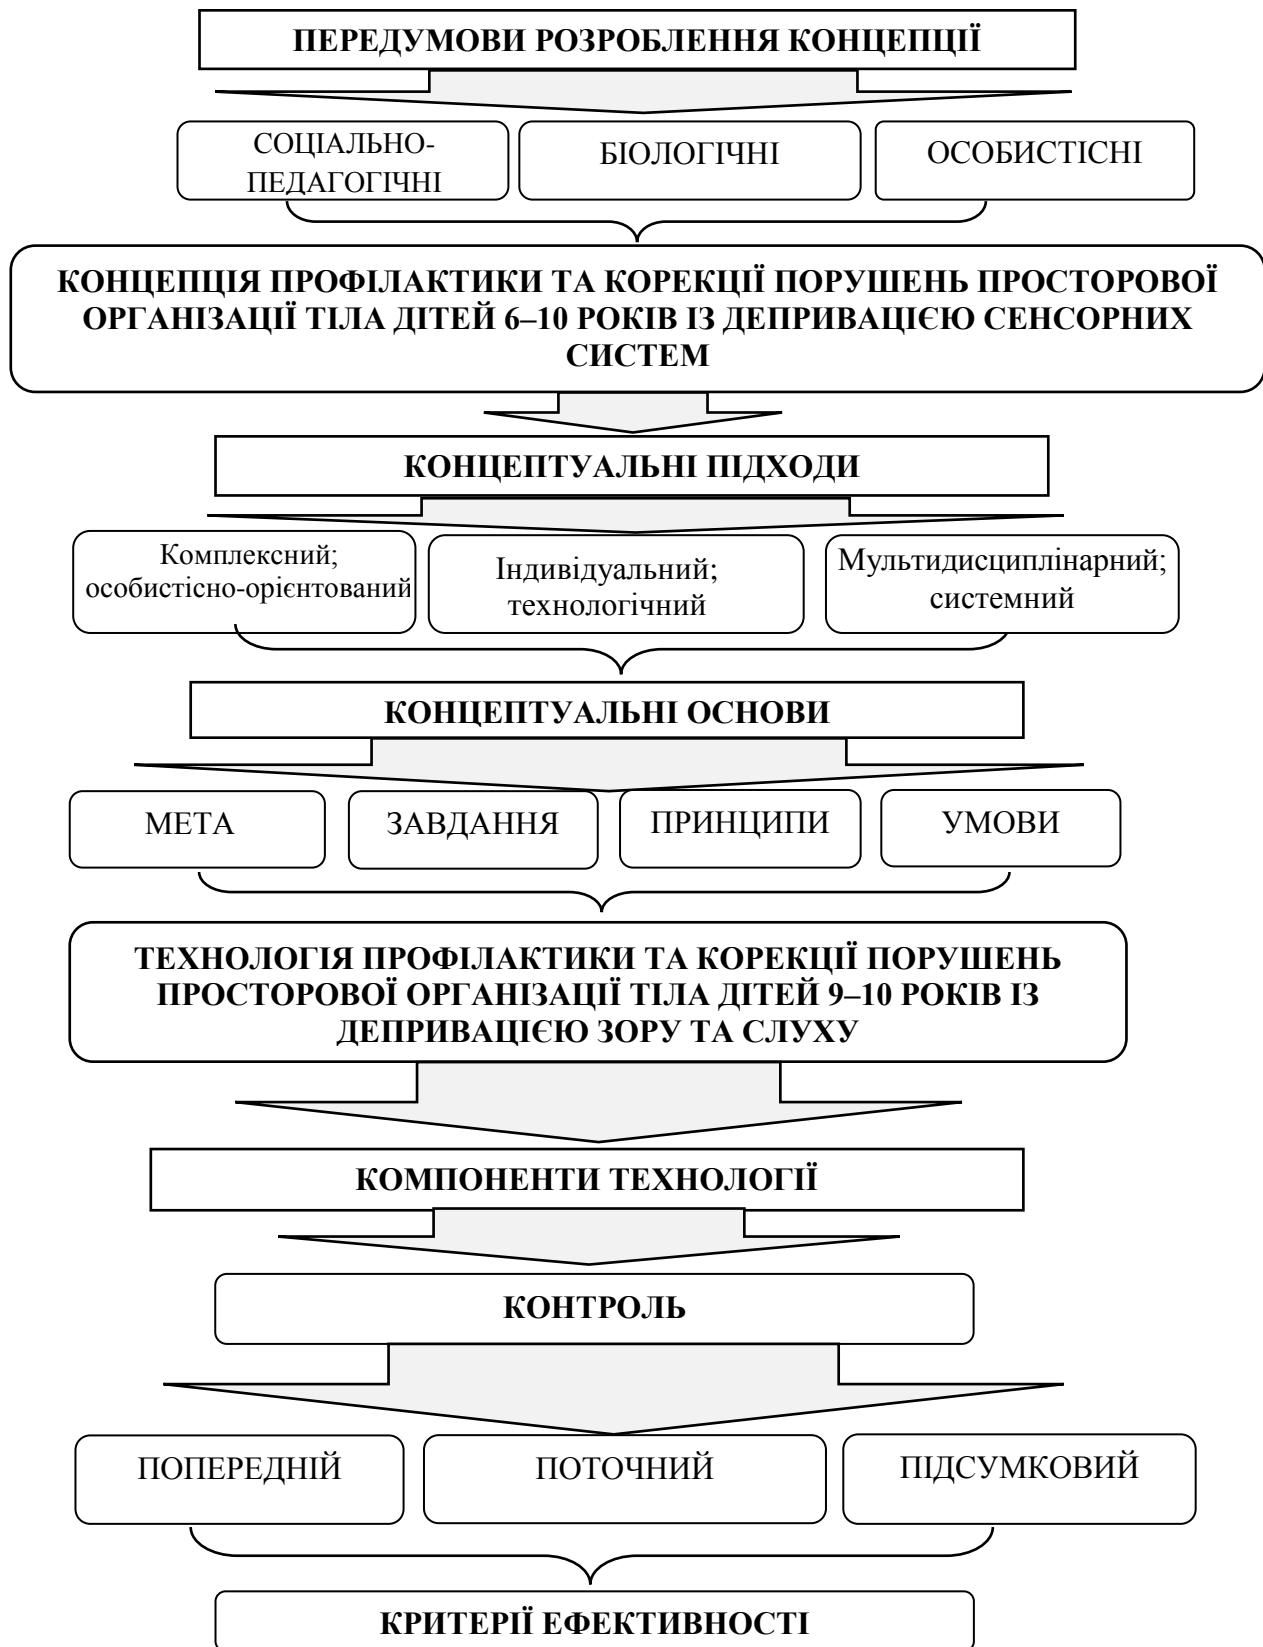 ПЕРЕДУМОВИ РОЗРОБЛЕННЯ КОНЦЕПЦІЇ
СОЦІАЛЬНО-
ПЕДАГОГІЧНІ
БІОЛОГІЧНІ
ОСОБИСТІСНІ
КОНЦЕПЦІЯ ПРОФІЛАКТИКИ ТА КОРЕКЦІЇ ПОРУШЕНЬ ПРОСТОРОВОЇ
ОРГАНІЗАЦІЇ ТІЛА ДІТЕЙ 6–10 РОКІВ ІЗ ДЕПРИВАЦІЄЮ СЕНСОРНИХ
СИСТЕМ
КОНЦЕПТУАЛЬНІ ПІДХОДИ
Комплексний;
особистісно-орієнтований
Індивідуальний;
технологічний
Мультидисциплінарний;
системний
КОНЦЕПТУАЛЬНІ ОСНОВИ
МЕТА
ЗАВДАННЯ
ПРИНЦИПИ
УМОВИ
ТЕХНОЛОГІЯ ПРОФІЛАКТИКИ ТА КОРЕКЦІЇ ПОРУШЕНЬ
ПРОСТОРОВОЇ ОРГАНІЗАЦІЇ ТІЛА ДІТЕЙ 9–10 РОКІВ ІЗ
ДЕПРИВАЦІЄЮ ЗОРУ ТА СЛУХУ
КОМПОНЕНТИ ТЕХНОЛОГІЇ
КОНТРОЛЬ
ПОПЕРЕДНІЙ
ПОТОЧНИЙ
ПІДСУМКОВИЙ
КРИТЕРІЇ ЕФЕКТИВНОСТІ